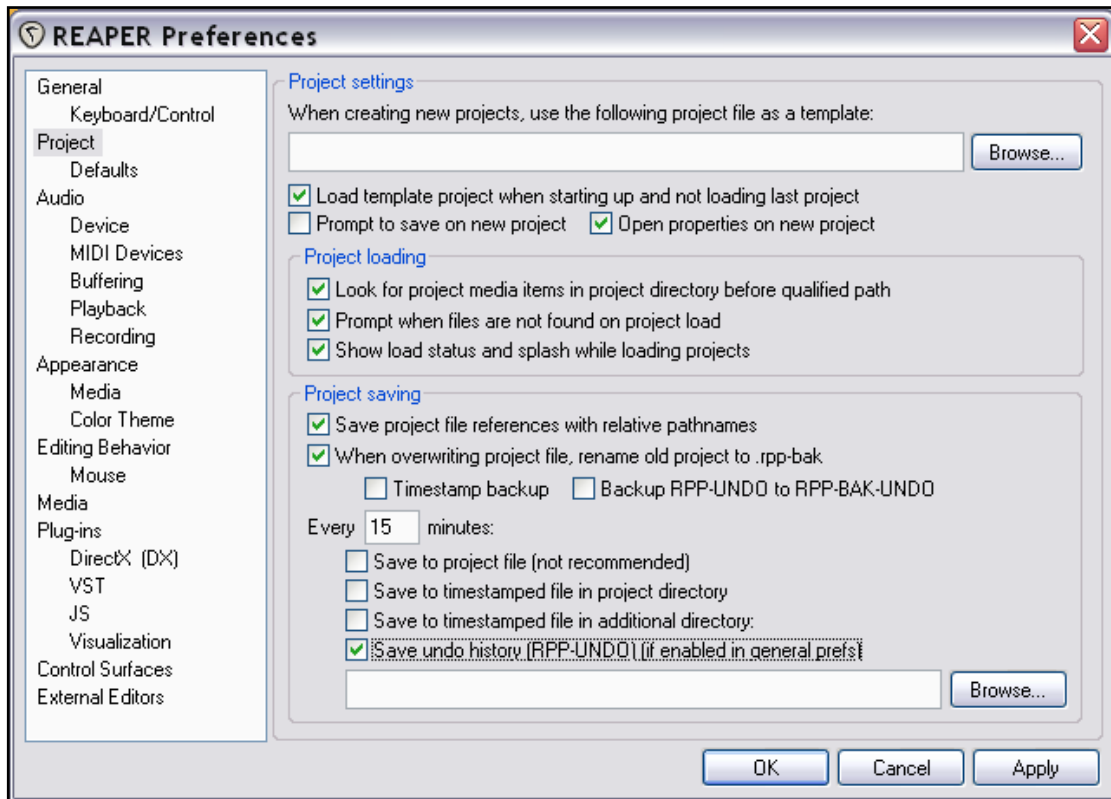 REAPER Preferences
General
Keyboard/Control
Project
Defaults
Audio
Device
MIDI Devices
Buffering
Playback
Recording
Appearance
Media
Color Theme
Editing Behavior
Mouse
Media
Plug-ins
DirectX (DX)
VST
JS
Visualization
Control Surfaces
External Editors
Project settings
When creating new projects, use the following project file as a template:
Browse...
Load template project when starting up and not loading last project
Prompt to save on new project Open properties on new project
Project loading
Look for project media items in project directory before qualified path
Prompt when files are not found on project load
Show load status and splash while loading projects
Project saving
Save project file references with relative pathnames
When overwriting project file, rename old project to .rpp-bak
Timestamp backup Backup RPP-UNDO to RPP-BAK-UNDO
Every 15 minutes:
Save to project file (not recommended)
Save to timestamped file in project directory
Save to timestamped file in additional directory:
Save undo history (RPP-UNDO) (if enabled in general prefs)
Browse...
OK Cancel Apply